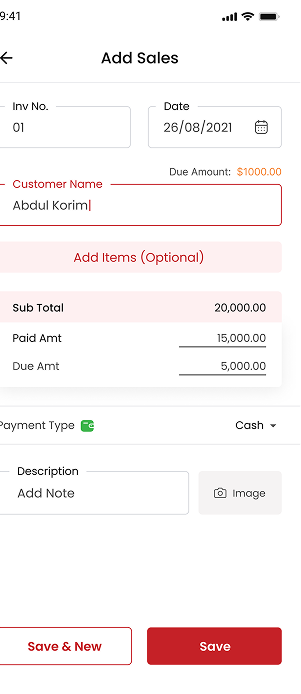 9:41
Add Sales
Inv No.
01
Date
26/08/2021
Due Amount: $1000.00
Customer Name
Abdul Korim
Add Items (Optional)
Sub Total 20,000.00
Paid Amt 15,000.00
Due Amt 5,000.00
Payment Type Cash
Description
Add Note
Image
Save & New
Save